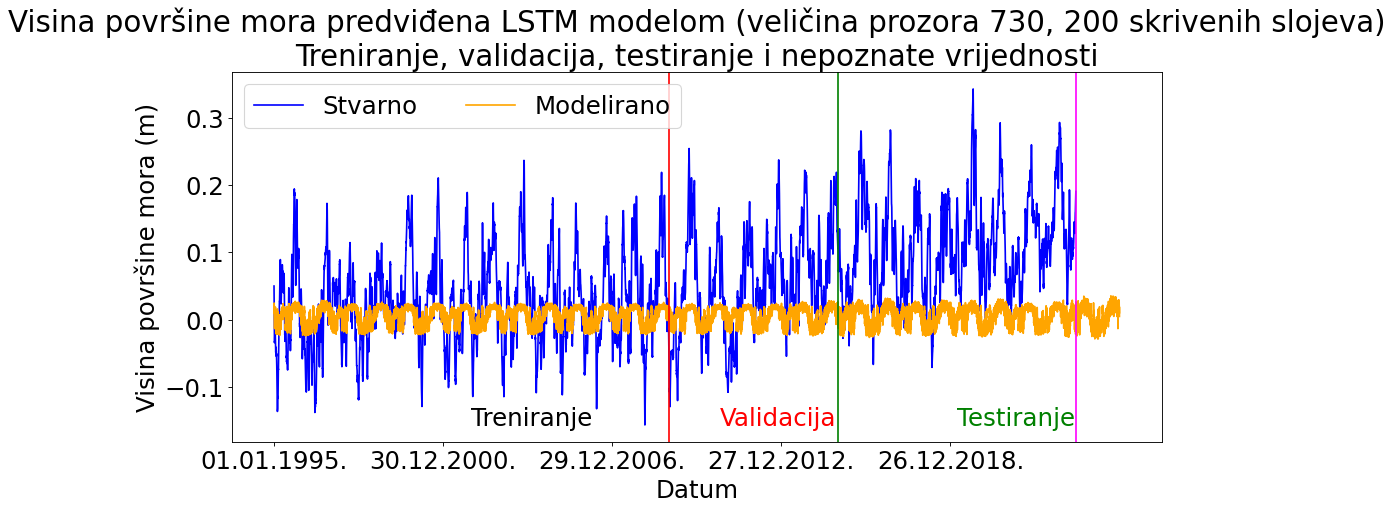 Visina površine mora predviđena LSTM modelom (veličina prozora 730, 200 skrivenih slojeva)
Treniranje, validacija, testiranje i nepoznate vrijednosti
Stvarno
Modelirano
Visina površine mora (m)
0.3
0.2
0.1
0.0
−0.1
Treniranje
Validacija
Testiranje
01.01.1995.
30.12.2000.
29.12.2006.
27.12.2012.
26.12.2018.
Datum